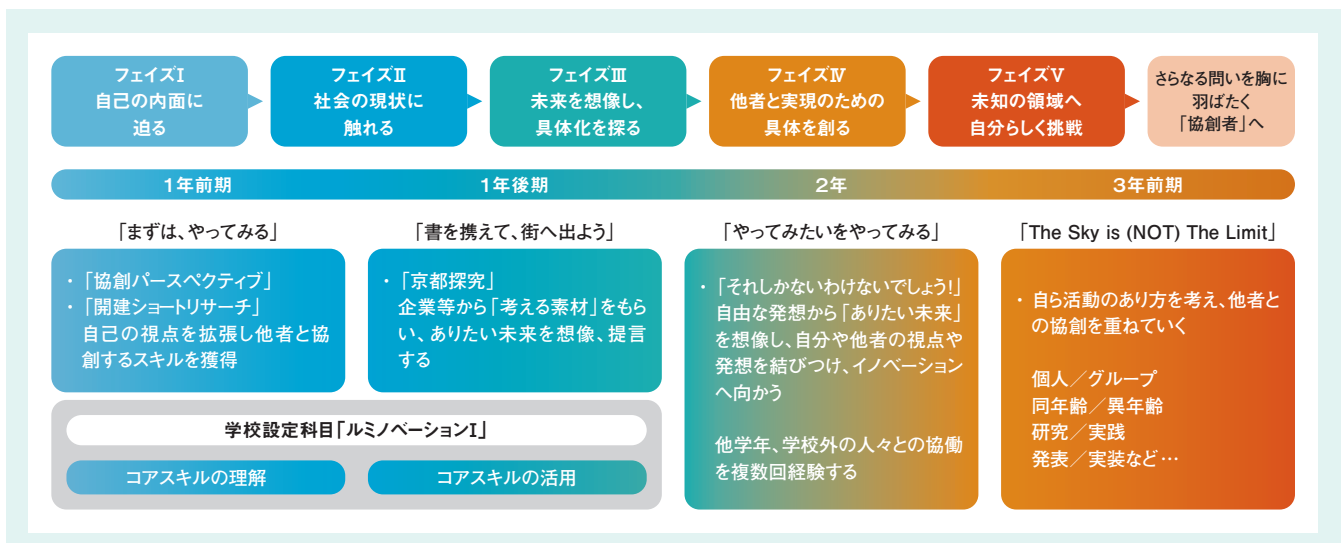 フェイズⅠ
自己の内面に
迫る
フェイズⅡ
社会の現状に
触れる
フェイズⅢ
未来を想像し、
具体化を探る
フェイズⅣ
他者と実現のための
具体を創る
フェイズⅤ
未知の領域へ
自分らしく挑戦
さらなる問いを胸に
羽ばたく
「協創者」へ
1年前期
1年後期
2年
3年前期
「まずは、やってみる」
・「協創パースペクティブ」
・「開建ショートリサーチ」
自己の視点を拡張し他者と協
創するスキルを獲得
「書を携えて、街へ出よう」
・「京都探究」
企業等から「考える素材」をもら
い、ありたい未来を想像、提言
する
学校設定科目「ルミノベーションⅠ」
コアスキルの理解
コアスキルの活用
「やってみたいをやってみる」
・「それしかないわけないでしょう!」
自由な発想から「ありたい未来」
を想像し、自分や他者の視点や
発想を結びつけ、イノベーション
へ向かう
他学年、学校外の人々との協働
を複数回経験する
「The Sky is (NOT) The Limit」
・自ら活動のあり方を考え、他者と
の協創を重ねていく
個人／グループ
同年齢／異年齢
研究／実践
発表／実装など…